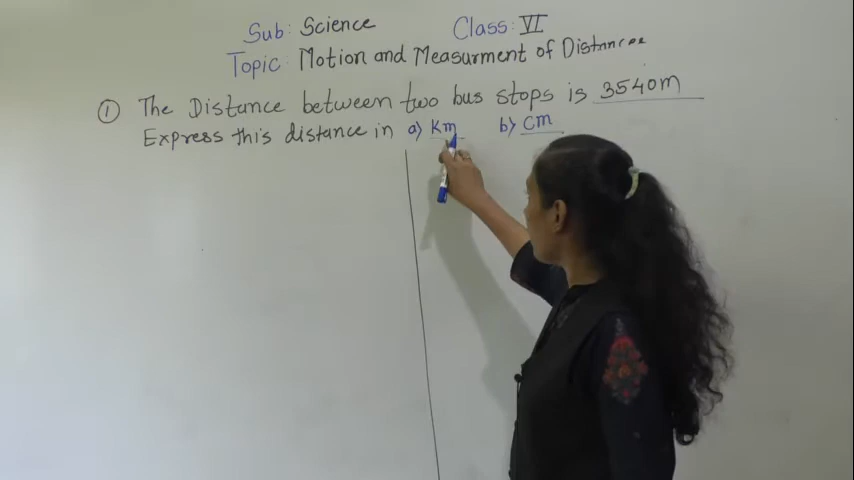 Sub: Science Class: VI
Topic: Motion and Measurment of Distances
① The Distance between two bus stops is 3540m
Express this distance in a) Km b) cm